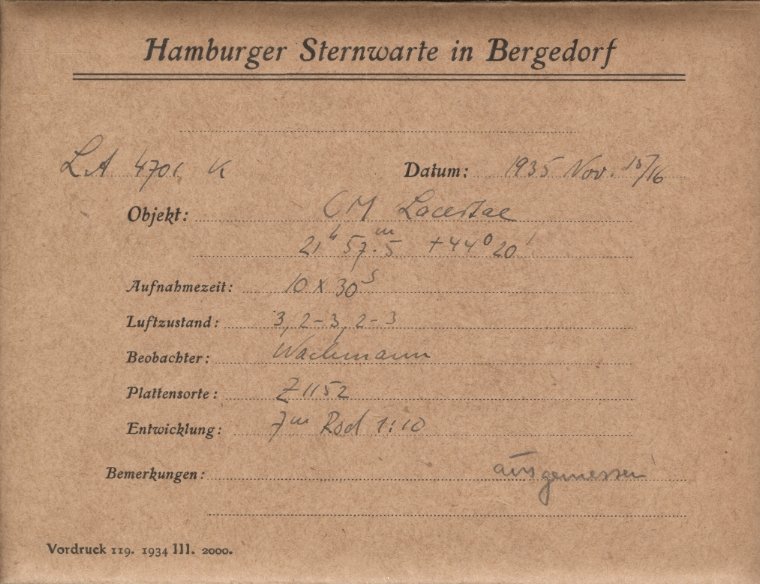 Hamburger Sternwarte in Bergedorf
LA 4701 K Datum: 1935 Nov. 15/16
Objekt: CM Lacertae
21ʰ 57ᵐ.5 +44⁰ 20'
Aufnahmezeit: 10 x 30ˢ
Luftzustand: 3, 2-3, 2-3
Beobachter: Wachmann
Plattensorte: Z 1152
Entwicklung: 7ᵐ Rod 1:10
Bemerkungen: ausgemessen
Vordruck 119. 1934 III. 2000.